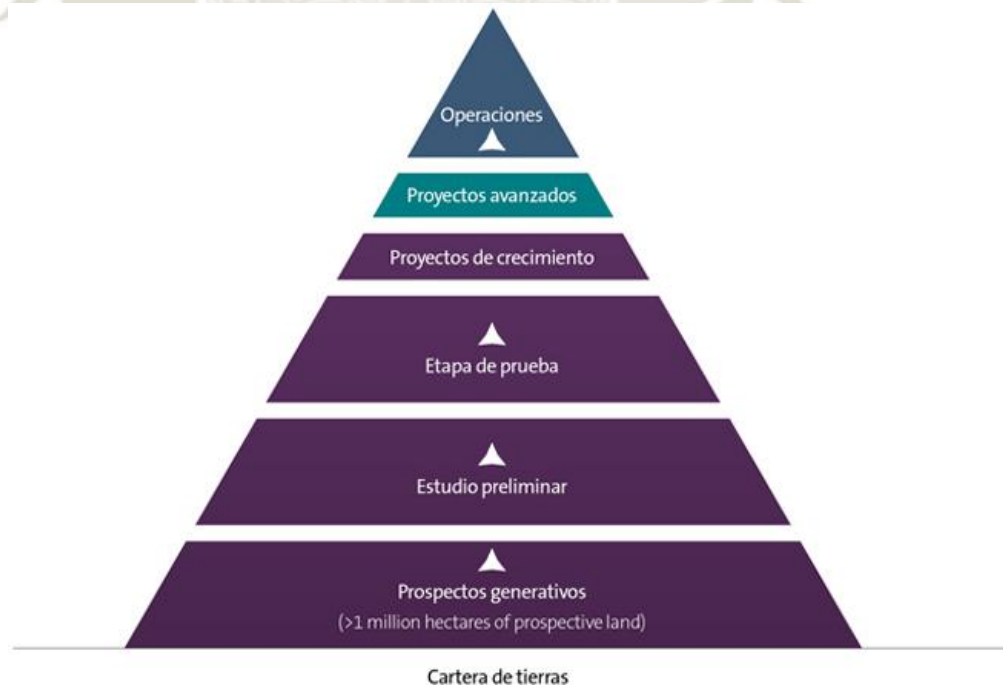 Operaciones
Proyectos avanzados
Proyectos de crecimiento
Etapa de prueba
Estudio preliminar
Prospectos generativos
(>1 million hectares of prospective land)
Cartera de tierras